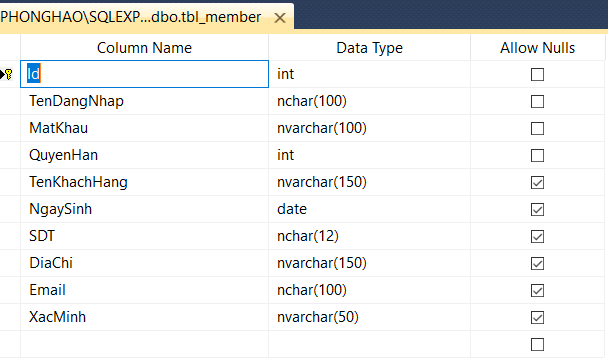 PHONGHAO\SQLEXP...dbo.tbl_member
Column Name Data Type Allow Nulls
Id int
TenDangNhap nchar(100)
MatKhau nvarchar(100)
QuyenHan int
TenKhachHang nvarchar(150)
NgaySinh date
SDT nchar(12)
DiaChi nvarchar(150)
Email nchar(100)
XacMinh nvarchar(50)